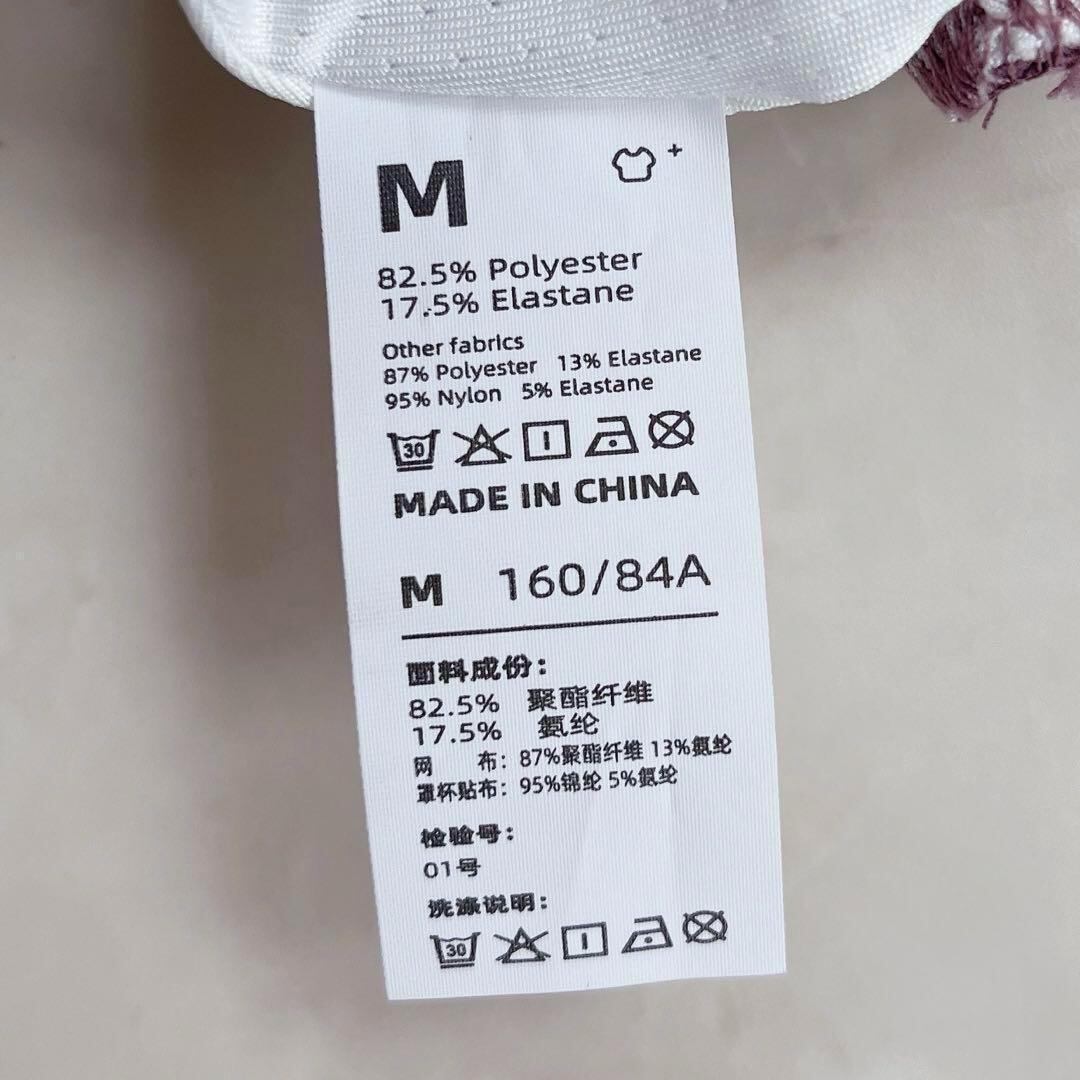 M
82.5% Polyester
17.5% Elastane
Other fabrics
87% Polyester 13% Elastane
95% Nylon 5% Elastane
30
MADE IN CHINA
M 160/84A
面料成份:
82.5% 聚酯纤维
17.5% 氨纶
网 布: 87%聚酯纤维 13%氨纶
罩杯贴布: 95%锦纶 5%氨纶
检验号:
01号
洗涤说明:
30